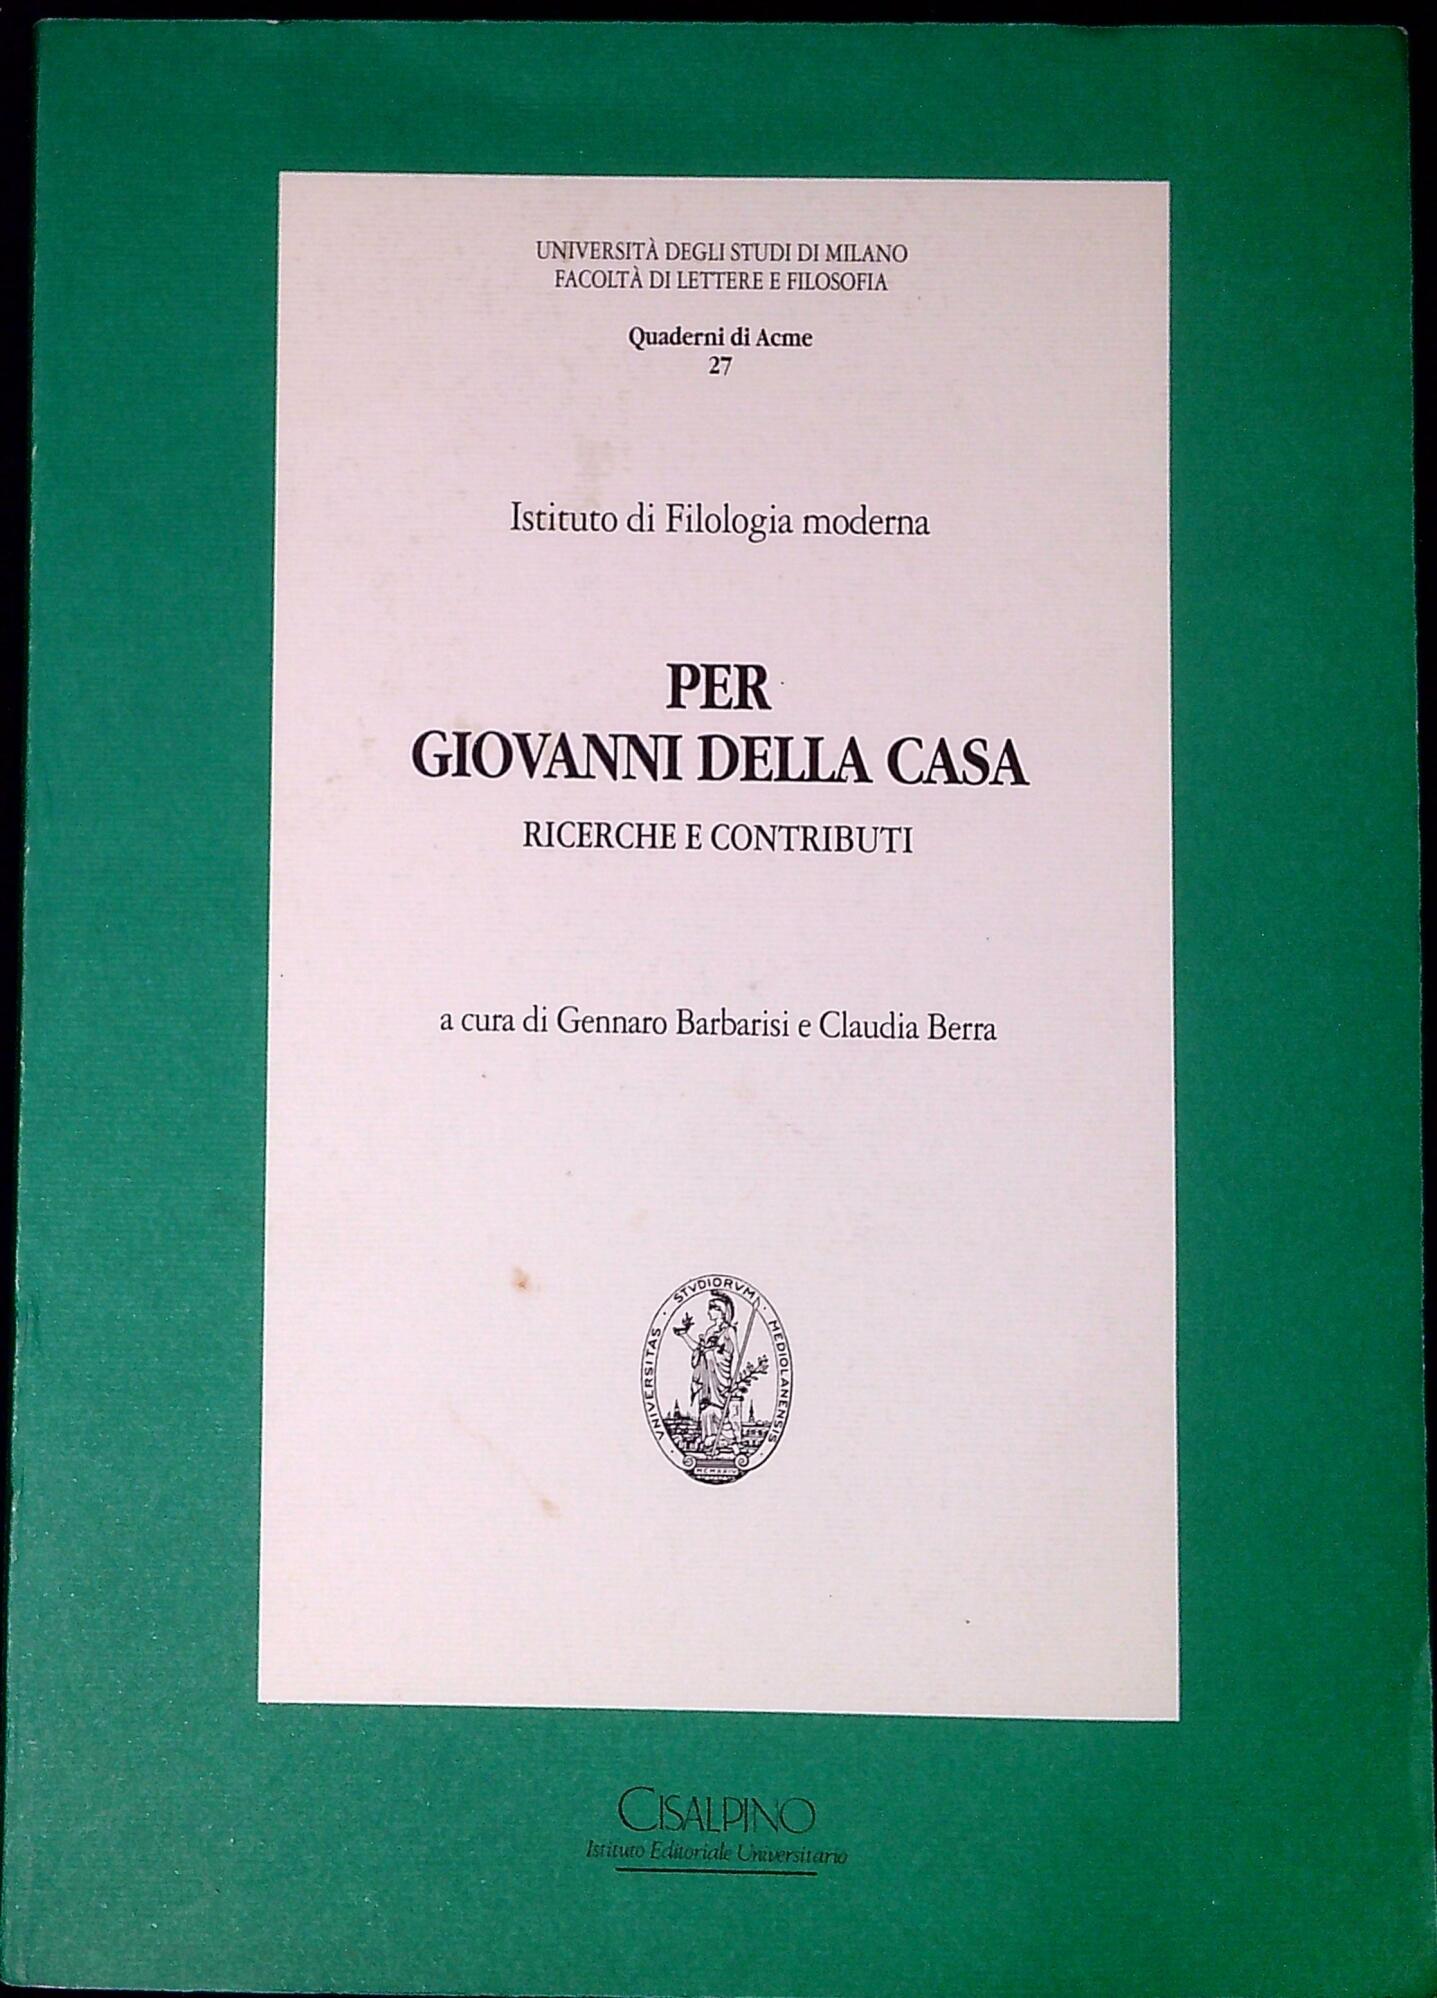 UNIVERSITÀ DEGLI STUDI DI MILANO
FACOLTÀ DI LETTERE E FILOSOFIA
Quaderni di Acme
27
Istituto di Filologia moderna
PER
GIOVANNI DELLA CASA
RICERCHE E CONTRIBUTI
a cura di Gennaro Barbarisi e Claudia Berra
VNIVERSITAS · STVDIORVM · MEDIOLANENSIS
MCMXXIV
CISALPINO
Istituto Editoriale Universitario